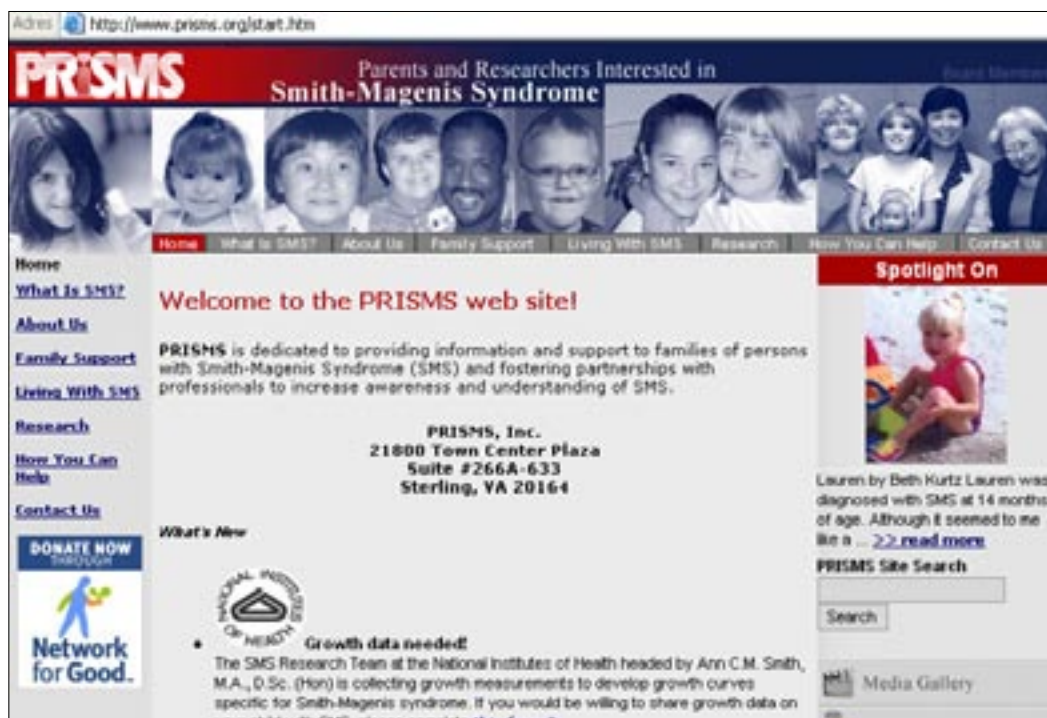 Adres http://www.prisms.org/start.htm
PRiSMS
Parents and Researchers Interested in
Smith-Magenis Syndrome
Board Members
Home What Is SMS? About Us Family Support Living With SMS Research How You Can Help Contact Us
Home
What Is SMS?
About Us
Family Support
Living With SMS
Research
How You Can
Help
Contact Us
DONATE NOW
THROUGH
Network
for Good.
Welcome to the PRISMS web site!
PRISMS is dedicated to providing information and support to families of persons
with Smith-Magenis Syndrome (SMS) and fostering partnerships with
professionals to increase awareness and understanding of SMS.
PRISMS, Inc.
21800 Town Center Plaza
Suite #266A-633
Sterling, VA 20164
What's New
NATIONAL INSTITUTES OF HEALTH
Growth data needed!
The SMS Research Team at the National Institutes of Health headed by Ann C.M. Smith,
M.A., D.Sc. (Hon) is collecting growth measurements to develop growth curves
specific for Smith-Magenis syndrome. If you would be willing to share growth data on
Spotlight On
Lauren by Beth Kurtz Lauren was
diagnosed with SMS at 14 months
of age. Although it seemed to me
like a ... >> read more
PRISMS Site Search
Search
Media Gallery